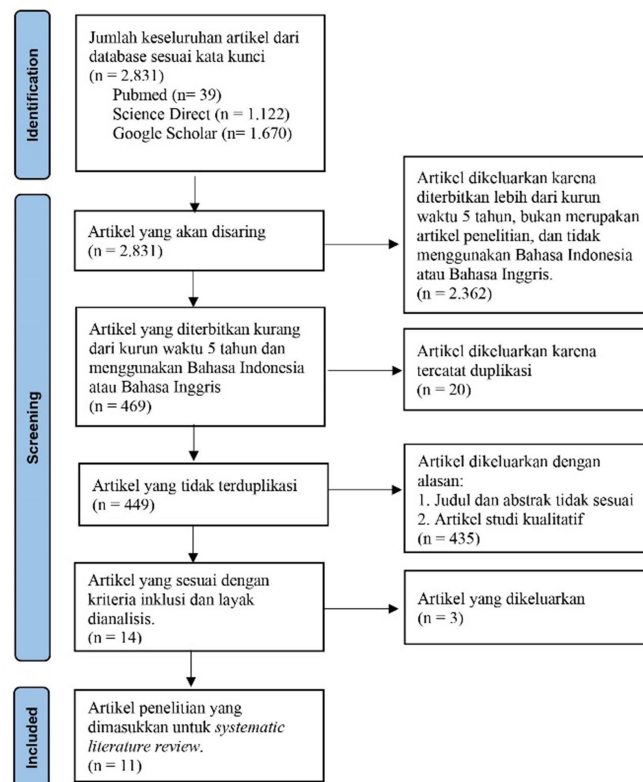 Identification
Jumlah keseluruhan artikel dari
database sesuai kata kunci
(n = 2.831)
Pubmed (n= 39)
Science Direct (n = 1.122)
Google Scholar (n= 1.670)
Screening
Artikel yang akan disaring
(n = 2.831)
Artikel dikeluarkan karena
diterbitkan lebih dari kurun
waktu 5 tahun, bukan merupakan
artikel penelitian, dan tidak
menggunakan Bahasa Indonesia
atau Bahasa Inggris.
(n = 2.362)
Artikel yang diterbitkan kurang
dari kurun waktu 5 tahun dan
menggunakan Bahasa Indonesia
atau Bahasa Inggris
(n = 469)
Artikel dikeluarkan karena
tercatat duplikasi
(n = 20)
Artikel yang tidak terduplikasi
(n = 449)
Artikel dikeluarkan dengan
alasan:
1. Judul dan abstrak tidak sesuai
2. Artikel studi kualitatif
(n = 435)
Artikel yang sesuai dengan
kriteria inklusi dan layak
dianalisis.
(n = 14)
Artikel yang dikeluarkan
(n = 3)
Included
Artikel penelitian yang
dimasukkan untuk systematic
literature review.
(n = 11)